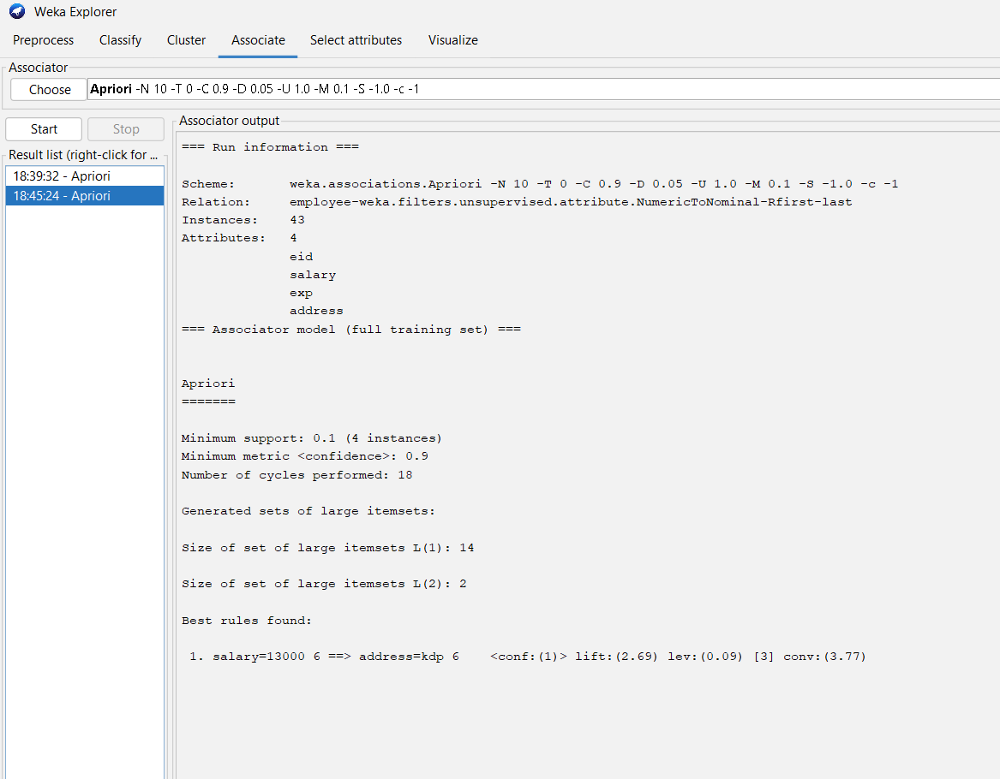 Weka Explorer
Preprocess Classify Cluster Associate Select attributes Visualize
Associator
Choose Apriori -N 10 -T 0 -C 0.9 -D 0.05 -U 1.0 -M 0.1 -S -1.0 -c -1
Start Stop
Result list (right-click for ...
18:39:32 - Apriori
18:45:24 - Apriori
Associator output
=== Run information ===
Scheme: weka.associations.Apriori -N 10 -T 0 -C 0.9 -D 0.05 -U 1.0 -M 0.1 -S -1.0 -c -1
Relation: employee-weka.filters.unsupervised.attribute.NumericToNominal-Rfirst-last
Instances: 43
Attributes: 4
eid
salary
exp
address
=== Associator model (full training set) ===
Apriori
=======
Minimum support: 0.1 (4 instances)
Minimum metric <confidence>: 0.9
Number of cycles performed: 18
Generated sets of large itemsets:
Size of set of large itemsets L(1): 14
Size of set of large itemsets L(2): 2
Best rules found:
1. salary=13000 6 ==> address=kdp 6 <conf:(1)> lift:(2.69) lev:(0.09) [3] conv:(3.77)